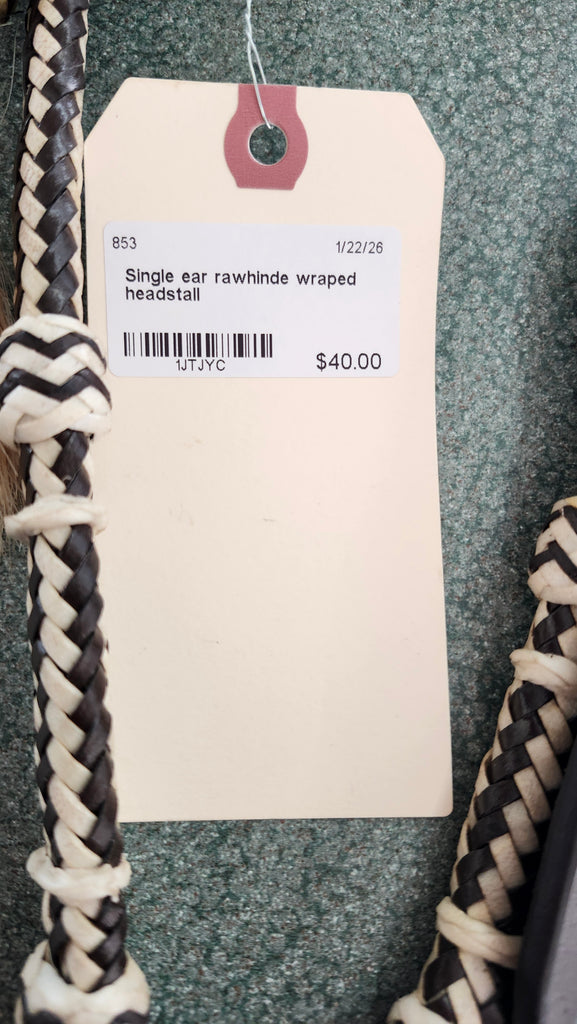 853 1/22/26
Single ear rawhinde wraped
headstall
1JTJYC $40.00